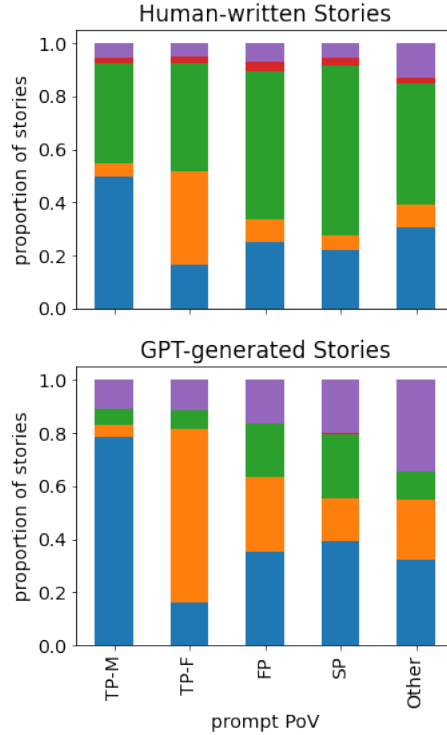 Human-written Stories
1.0
0.8
0.6
0.4
0.2
0.0
proportion of stories
GPT-generated Stories
1.0
0.8
0.6
0.4
0.2
0.0
proportion of stories
TP-M
TP-F
FP
SP
Other
prompt PoV